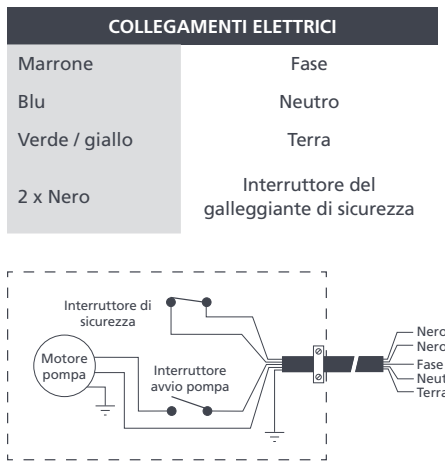 COLLEGAMENTI ELETTRICI
Marrone Fase
Blu Neutro
Verde / giallo Terra
2 x Nero Interruttore del
galleggiante di sicurezza
Interruttore di
sicurezza
Motore
pompa
Interruttore
avvio pompa
Nero
Nero
Fase
Neut
Terra